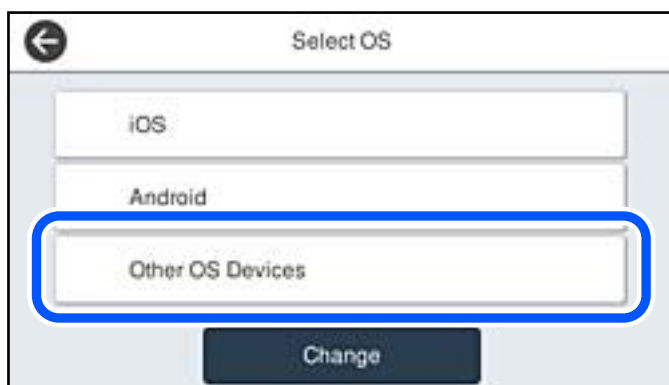 Select OS
iOS
Android
Other OS Devices
Change